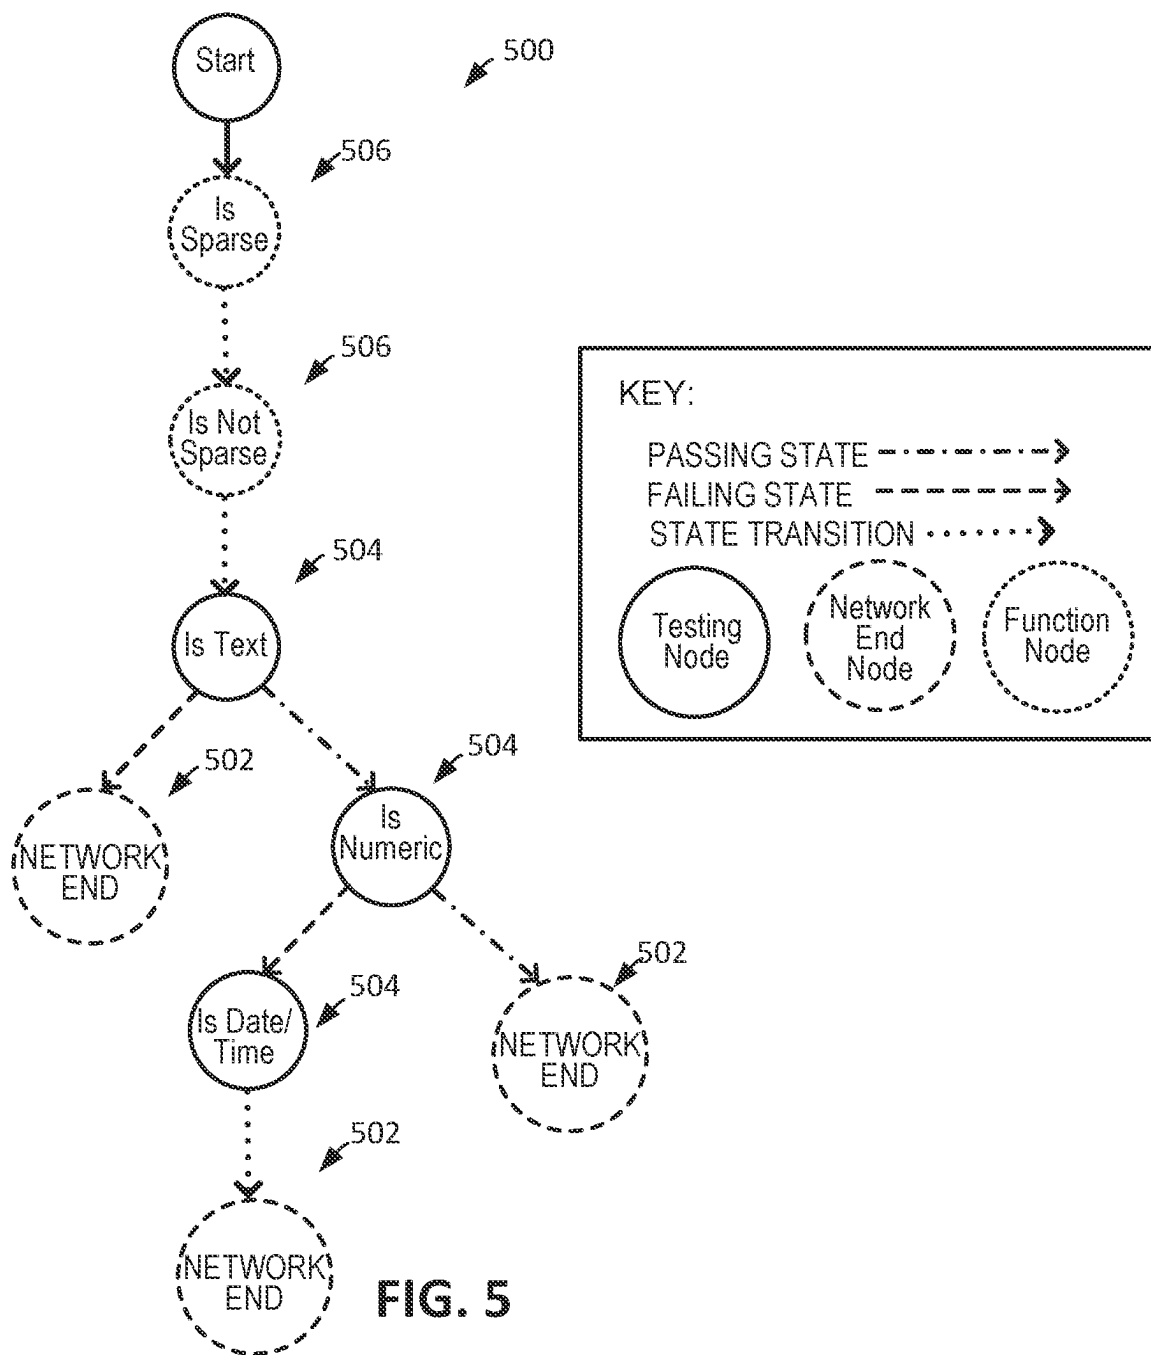 Start
500
506
Is
Sparse
506
Is Not
Sparse
KEY:
PASSING STATE
FAILING STATE
STATE TRANSITION
Testing
Node
Network
End
Node
Function
Node
504
Is Text
502
504
NETWORK
END
Is
Numeric
502
504
Is Date/
Time
NETWORK
END
502
NETWORK
END
FIG. 5